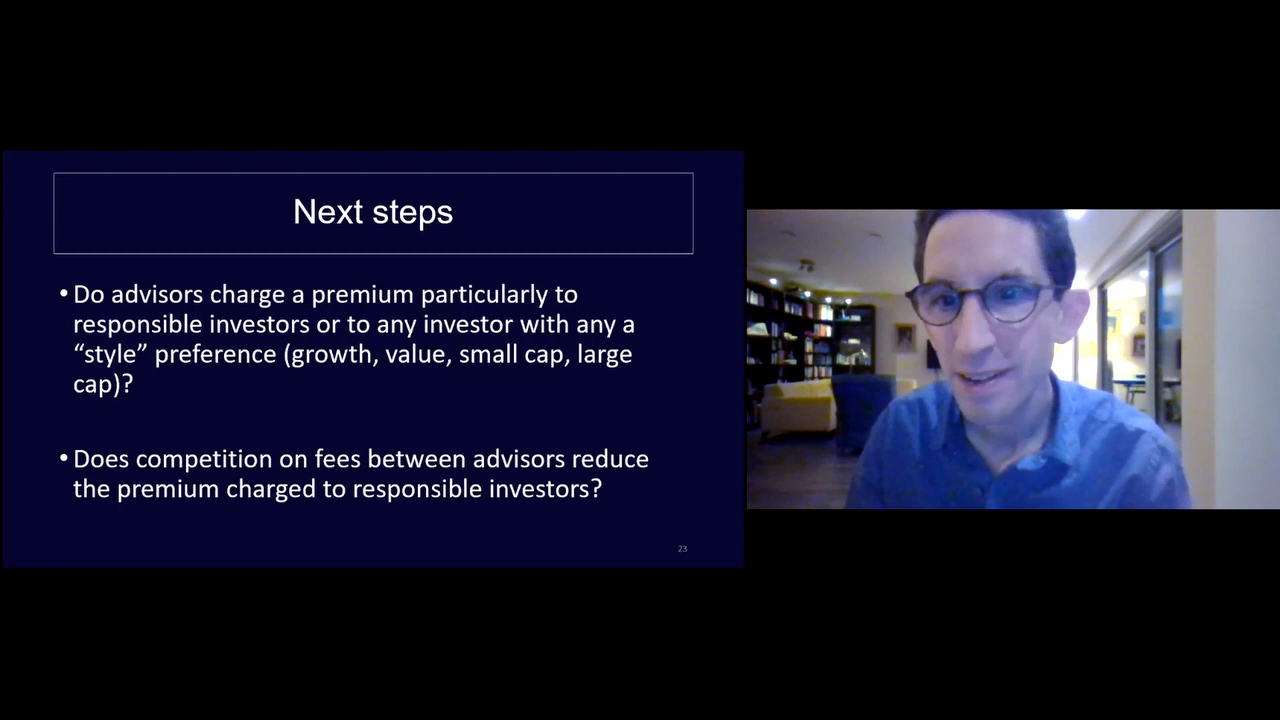 Next steps
• Do advisors charge a premium particularly to
responsible investors or to any investor with any a
“style” preference (growth, value, small cap, large
cap)?
• Does competition on fees between advisors reduce
the premium charged to responsible investors?
23